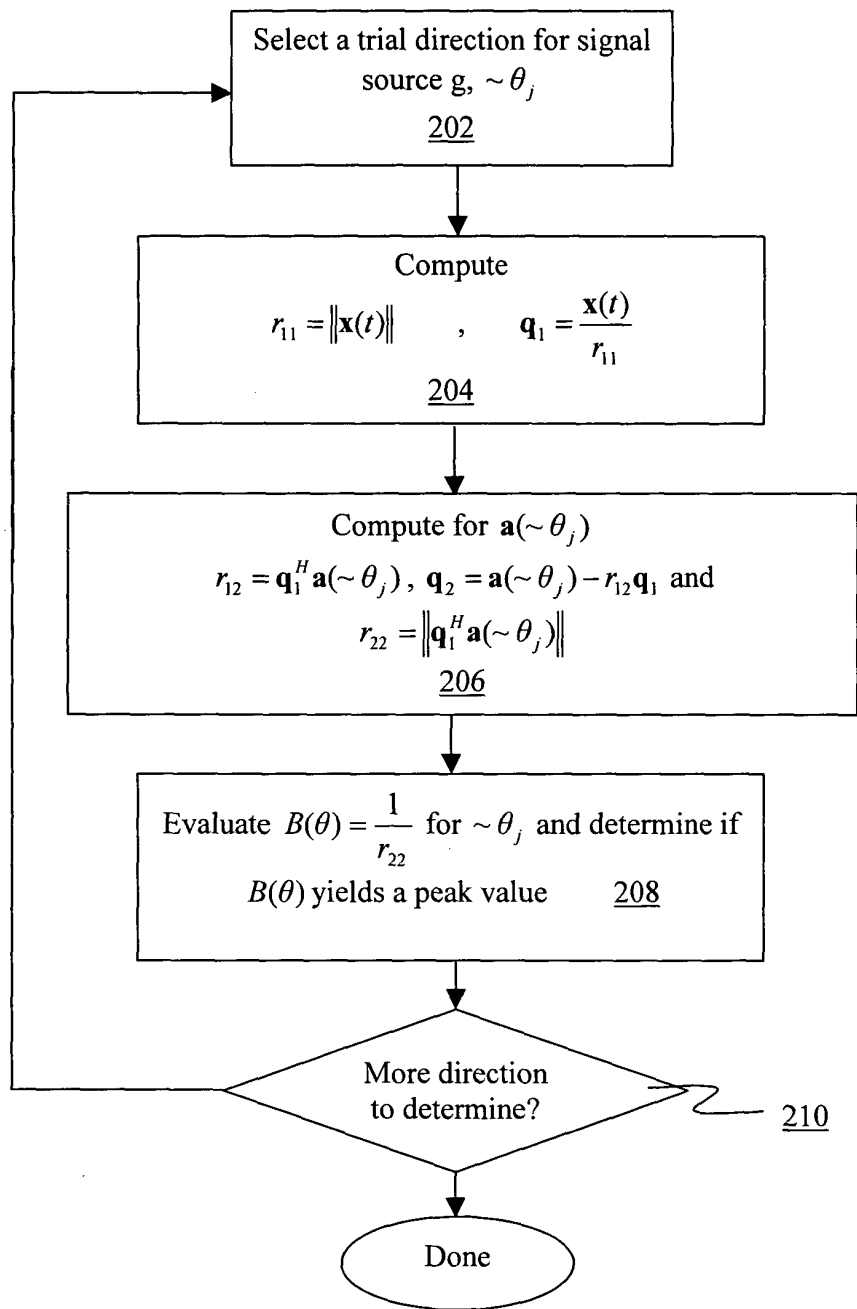 Select a trial direction for signal
source g, ~ θ_j
202
Compute
r_11 = ‖x(t)‖ , q_1 = x(t) / r_11
204
Compute for a(~ θ_j)
r_12 = q_1^H a(~ θ_j) , q_2 = a(~ θ_j) − r_12 q_1 and
r_22 = ‖q_1^H a(~ θ_j)‖
206
Evaluate B(θ) = 1 / r_22 for ~ θ_j and determine if
B(θ) yields a peak value 208
More direction
to determine?
210
Done